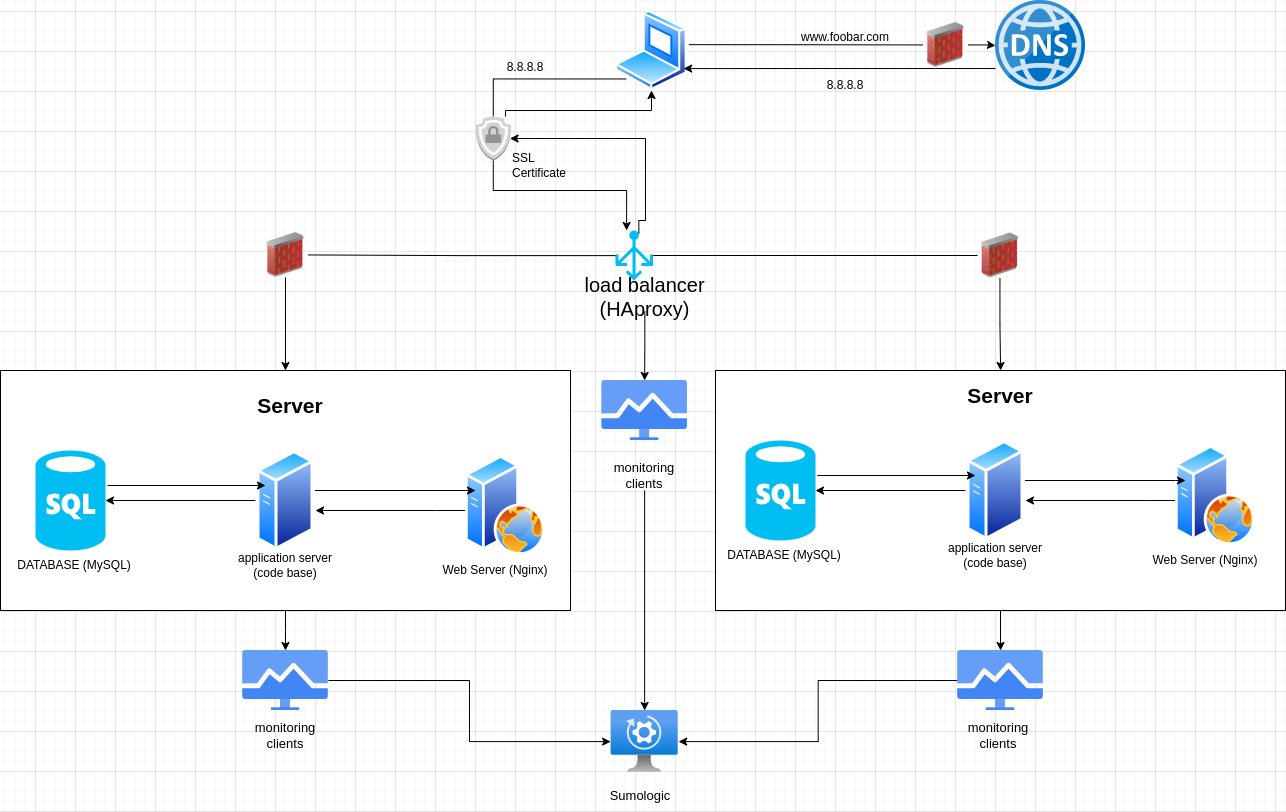 www.foobar.com
DNS
8.8.8.8
8.8.8.8
SSL
Certificate
load balancer
(HAproxy)
Server
SQL
DATABASE (MySQL)
application server
(code base)
Web Server (Nginx)
monitoring
clients
Server
SQL
DATABASE (MySQL)
application server
(code base)
Web Server (Nginx)
monitoring
clients
monitoring
clients
Sumologic